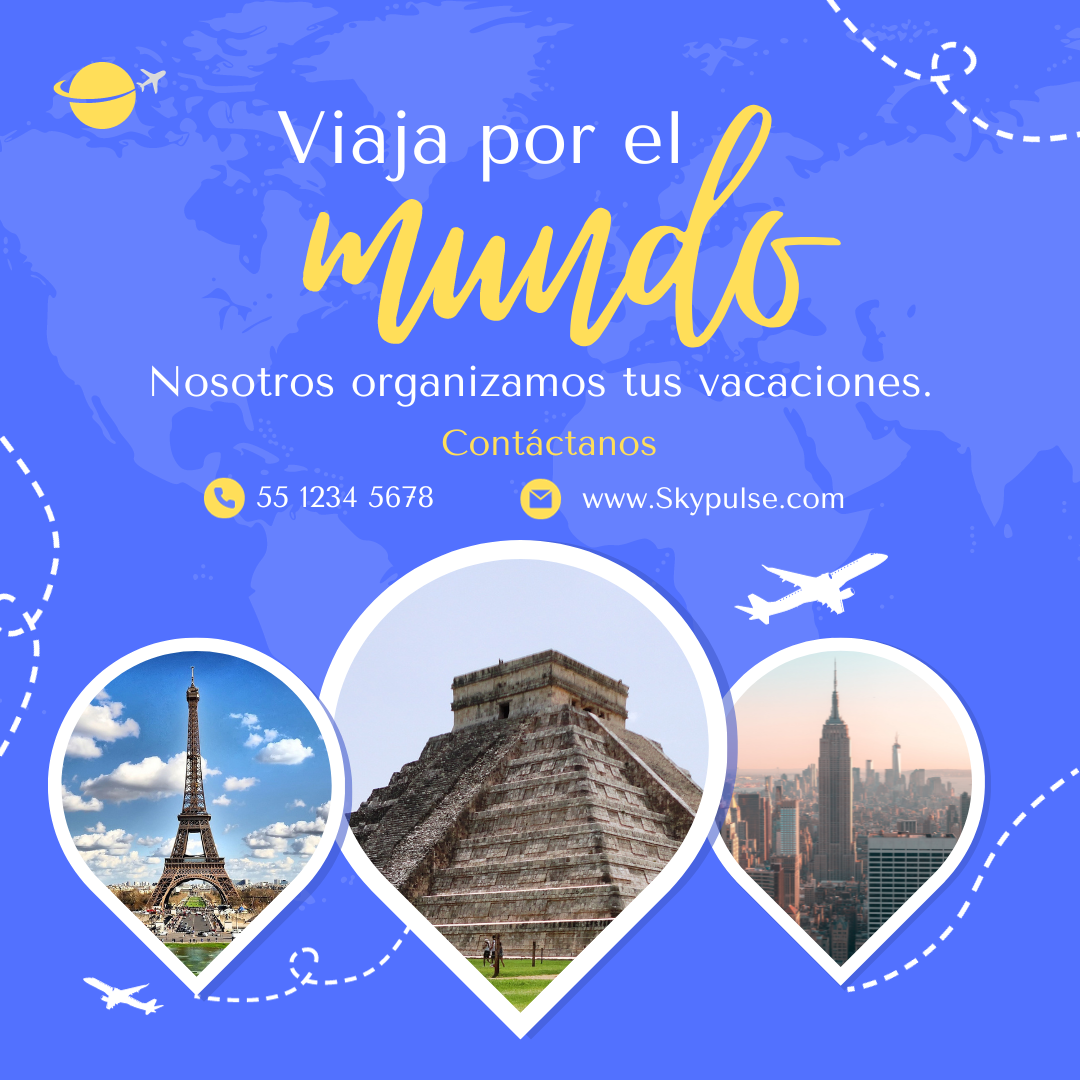 Viaja por el
mundo
Nosotros organizamos tus vacaciones.
Contáctanos
55 1234 5678
www.Skypulse.com